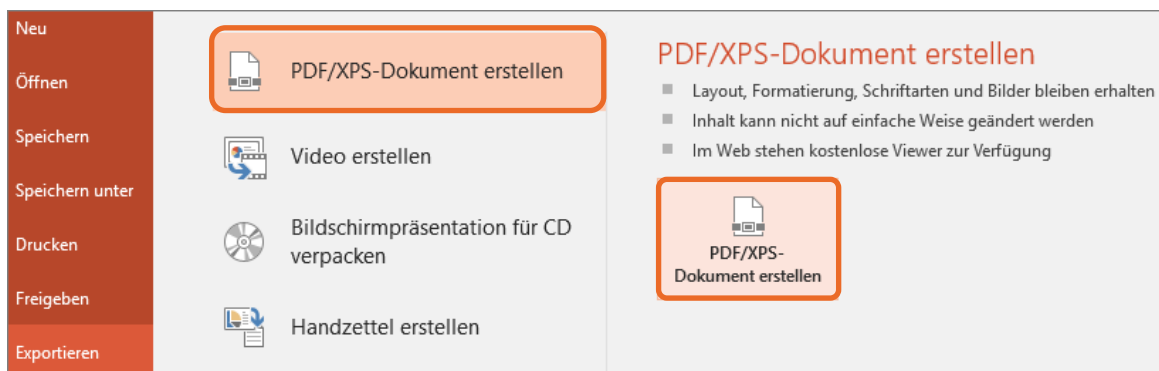 Neu
Öffnen
Speichern
Speichern unter
Drucken
Freigeben
Exportieren
PDF/XPS-Dokument erstellen
Video erstellen
Bildschirmpräsentation für CD
verpacken
Handzettel erstellen
PDF/XPS-Dokument erstellen
Layout, Formatierung, Schriftarten und Bilder bleiben erhalten
Inhalt kann nicht auf einfache Weise geändert werden
Im Web stehen kostenlose Viewer zur Verfügung
PDF/XPS-
Dokument erstellen